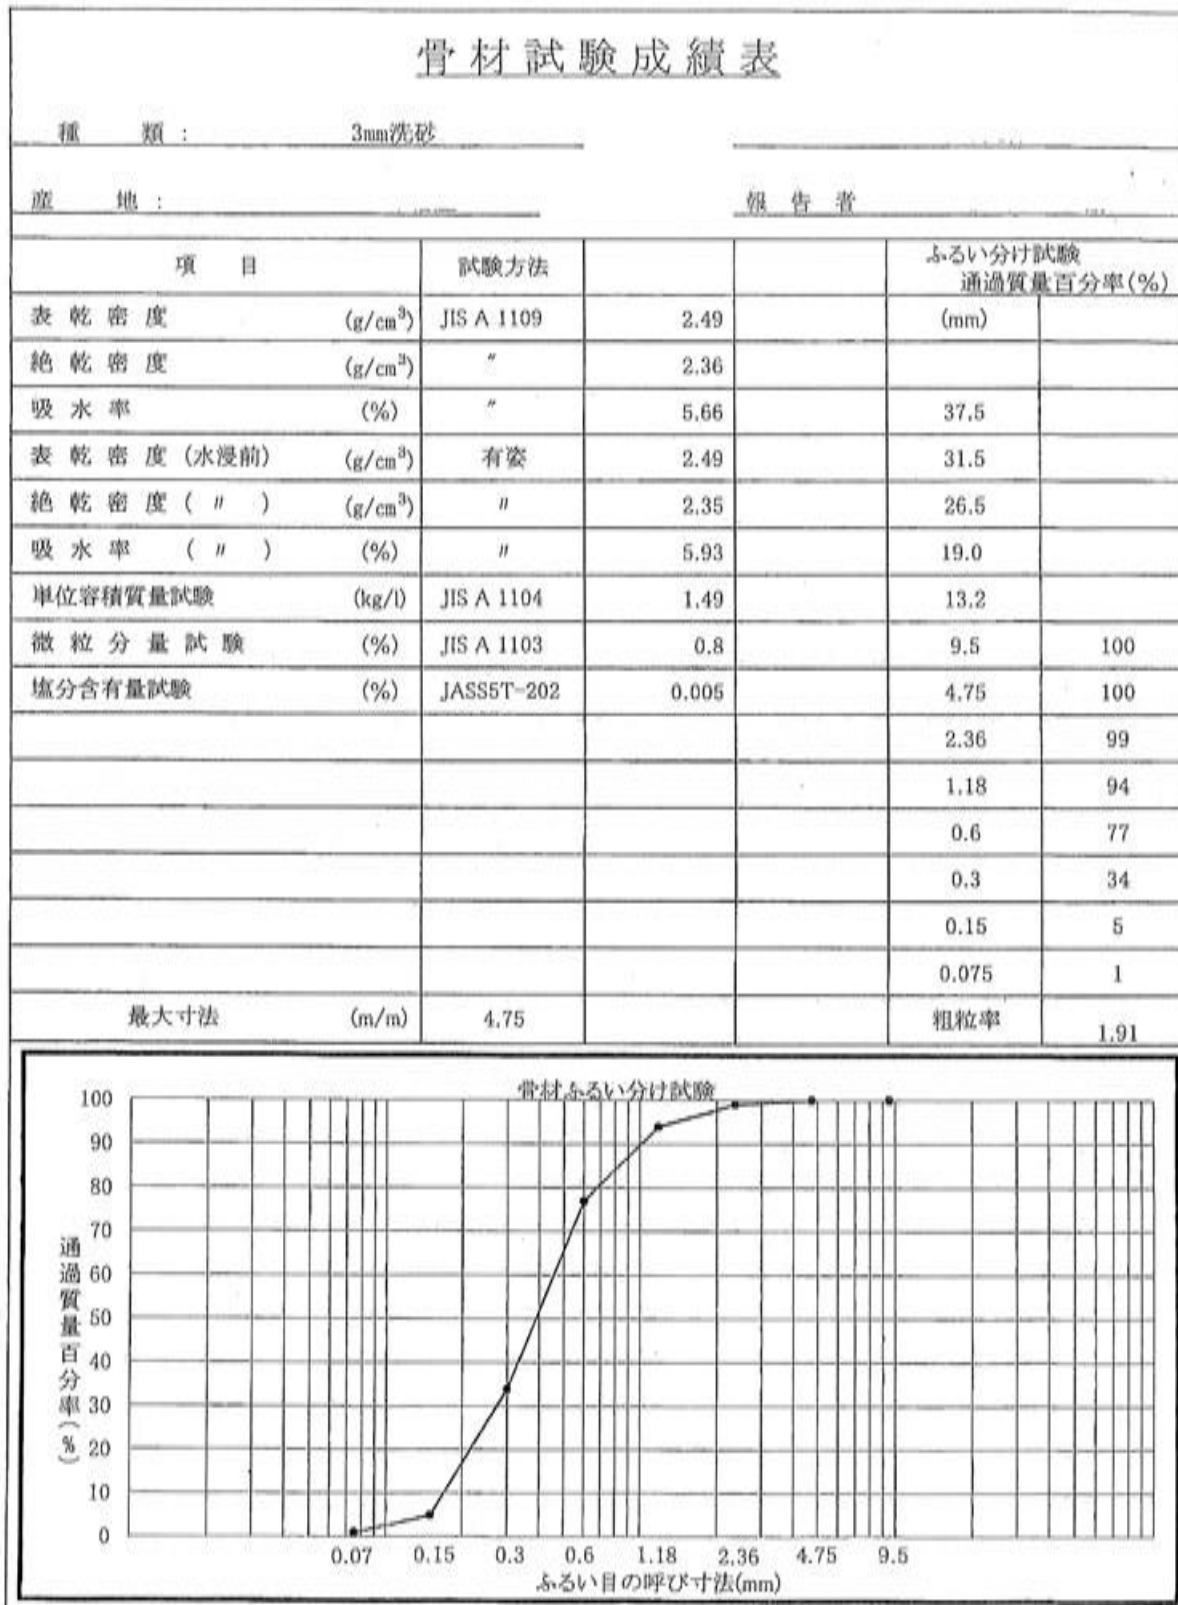 骨材試験成績表
種 類 : 3mm洗砂
産 地 :
報 告 者
項 目 試験方法 ふるい分け試験
通過質量百分率(%)
表 乾 密 度 (g/cm³) JIS A 1109 2.49 (mm)
絶 乾 密 度 (g/cm³) 〃 2.36
吸 水 率 (%) 〃 5.66 37.5
表 乾 密 度 (水浸前) (g/cm³) 有姿 2.49 31.5
絶 乾 密 度 ( 〃 ) (g/cm³) 〃 2.35 26.5
吸 水 率 ( 〃 ) (%) 〃 5.93 19.0
単位容積質量試験 (kg/l) JIS A 1104 1.49 13.2
微 粒 分 量 試 験 (%) JIS A 1103 0.8 9.5 100
塩分含有量試験 (%) JASS5T-202 0.005 4.75 100
2.36 99
1.18 94
0.6 77
0.3 34
0.15 5
0.075 1
最大寸法 (m/m) 4.75 粗粒率 1.91
骨材ふるい分け試験
100
90
80
70
60
50
40
30
20
10
0
通過質量百分率(%)
0.07 0.15 0.3 0.6 1.18 2.36 4.75 9.5
ふるい目の呼び寸法(mm)